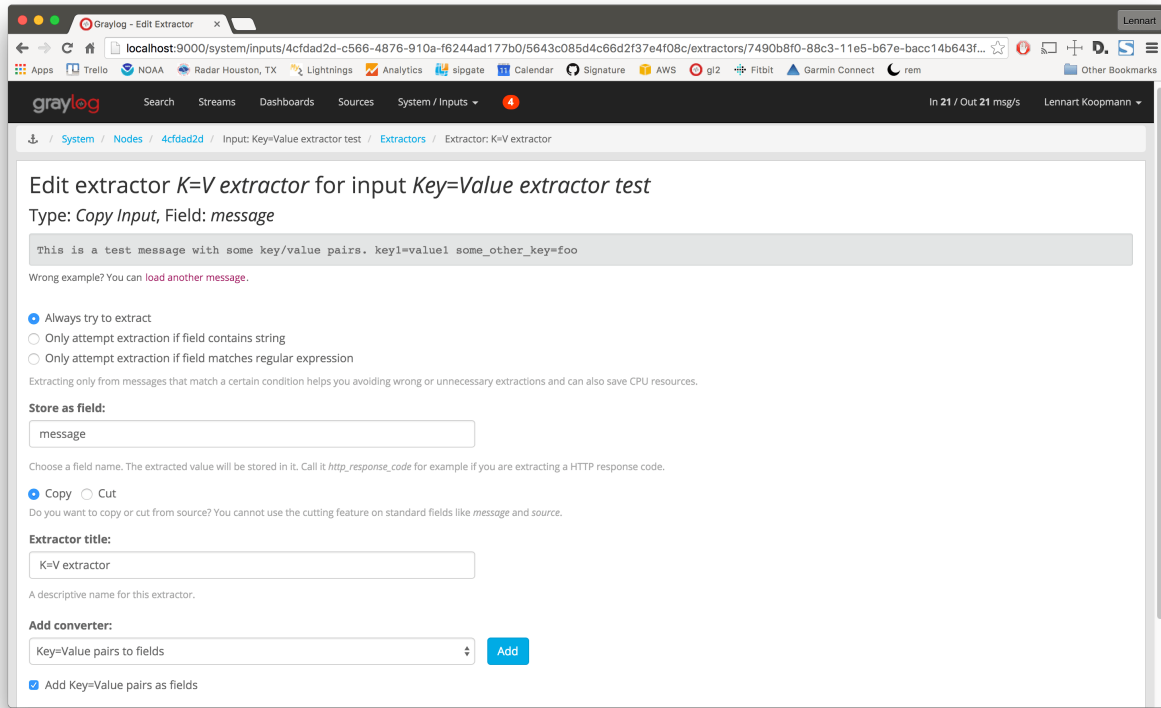 Graylog - Edit Extractor
Lennart
localhost:9000/system/inputs/4cfdad2d-c566-4876-910a-f6244ad177b0/5643c085d4c66d2f37e4f08c/extractors/7490b8f0-88c3-11e5-b67e-bacc14b643f...
D.
Apps Trello NOAA Radar Houston, TX Lightnings Analytics sipgate 11 Calendar Signature AWS gl2 Fitbit Garmin Connect rem Other Bookmarks
graylog Search Streams Dashboards Sources System / Inputs 4 In 21 / Out 21 msg/s Lennart Koopmann
/ System / Nodes / 4cfdad2d / Input: Key=Value extractor test / Extractors / Extractor: K=V extractor
Edit extractor K=V extractor for input Key=Value extractor test
Type: Copy Input, Field: message
This is a test message with some key/value pairs. key1=value1 some_other_key=foo
Wrong example? You can load another message.
Always try to extract
Only attempt extraction if field contains string
Only attempt extraction if field matches regular expression
Extracting only from messages that match a certain condition helps you avoiding wrong or unnecessary extractions and can also save CPU resources.
Store as field:
message
Choose a field name. The extracted value will be stored in it. Call it http_response_code for example if you are extracting a HTTP response code.
Copy Cut
Do you want to copy or cut from source? You cannot use the cutting feature on standard fields like message and source.
Extractor title:
K=V extractor
A descriptive name for this extractor.
Add converter:
Key=Value pairs to fields Add
Add Key=Value pairs as fields